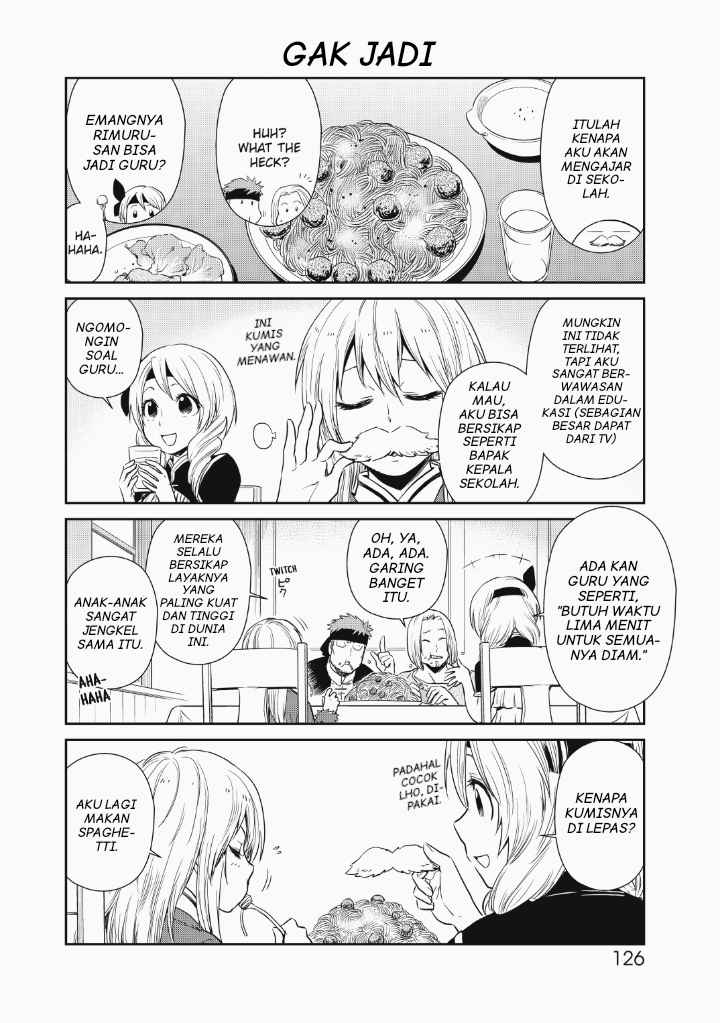 GAK JADI
ITULAH
KENAPA
AKU AKAN
MENGAJAR
DI SEKO-
LAH.
HUH?
WHAT THE
HECK?
EMANGNYA
RIMURU-
SAN BISA
JADI GURU?
HA-
HAHA.
MUNGKIN
INI TIDAK
TERLIHAT,
TAPI AKU
SANGAT BER-
WAWASAN
DALAM EDU-
KASI (SEBAGIAN
BESAR DAPAT
DARI TV)
KALAU
MAU,
AKU BISA
BERSIKAP
SEPERTI
BAPAK
KEPALA
SEKOLAH.
INI
KUMIS
YANG
MENAWAN.
NGOMO-
NGIN
SOAL
GURU...
ADA KAN
GURU YANG
SEPERTI,
"BUTUH WAKTU
LIMA MENIT
UNTUK SEMUA-
NYA DIAM."
OH, YA,
ADA, ADA.
GARING
BANGET
ITU.
TWITCH
ピク
MEREKA
SELALU
BERSIKAP
LAYAKNYA
YANG
PALING KUAT
DAN TINGGI
DI DUNIA
INI.
ANAK-ANAK
SANGAT
JENGKEL
SAMA ITU.
AHA-
HAHA
KENAPA
KUMISNYA
DI LEPAS?
PADAHAL
COCOK
LHO, DI-
PAKAI.
AKU LAGI
MAKAN
SPAGHE-
TTI.
126